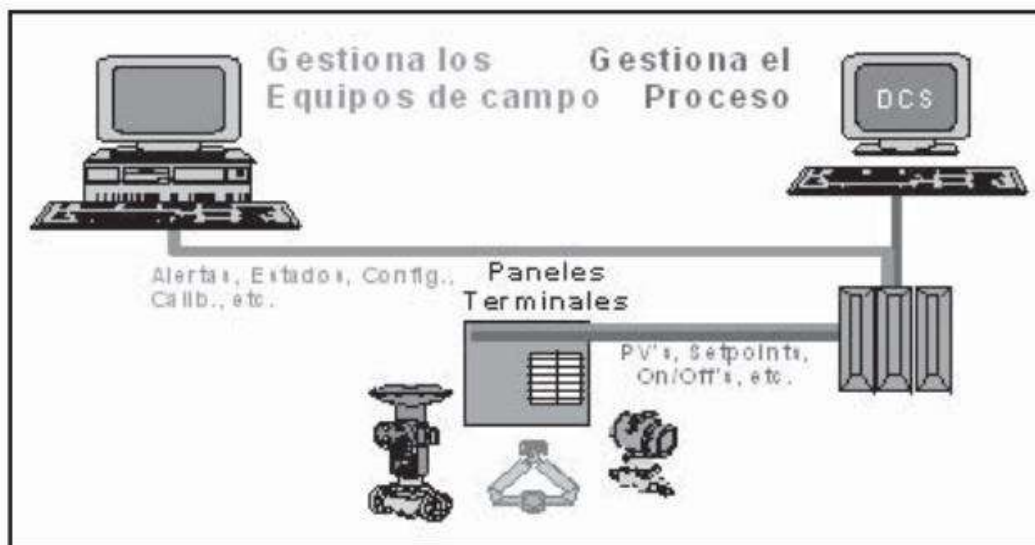 Gestiona los
Equipos de campo
Gestiona el
Proceso
DCS
Alertas, Estados, Config.,
Calib., etc.
Paneles
Terminales
PV's, Setpoints,
On/Off's, etc.